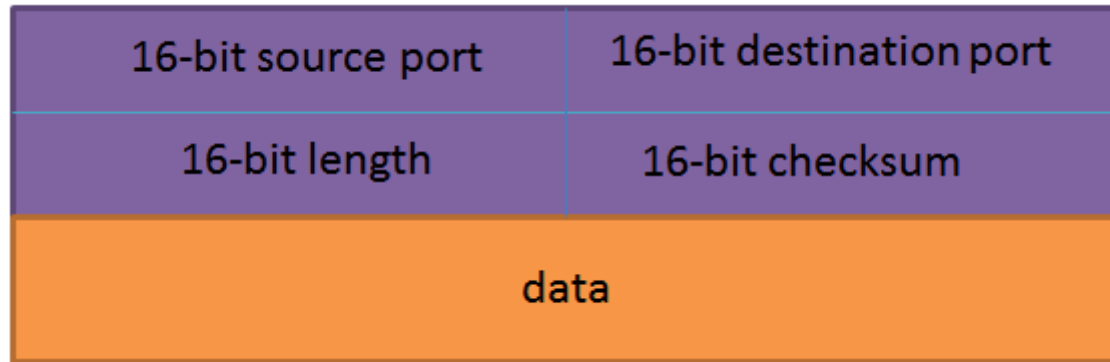 16-bit source port
16-bit destination port
16-bit length
16-bit checksum
data